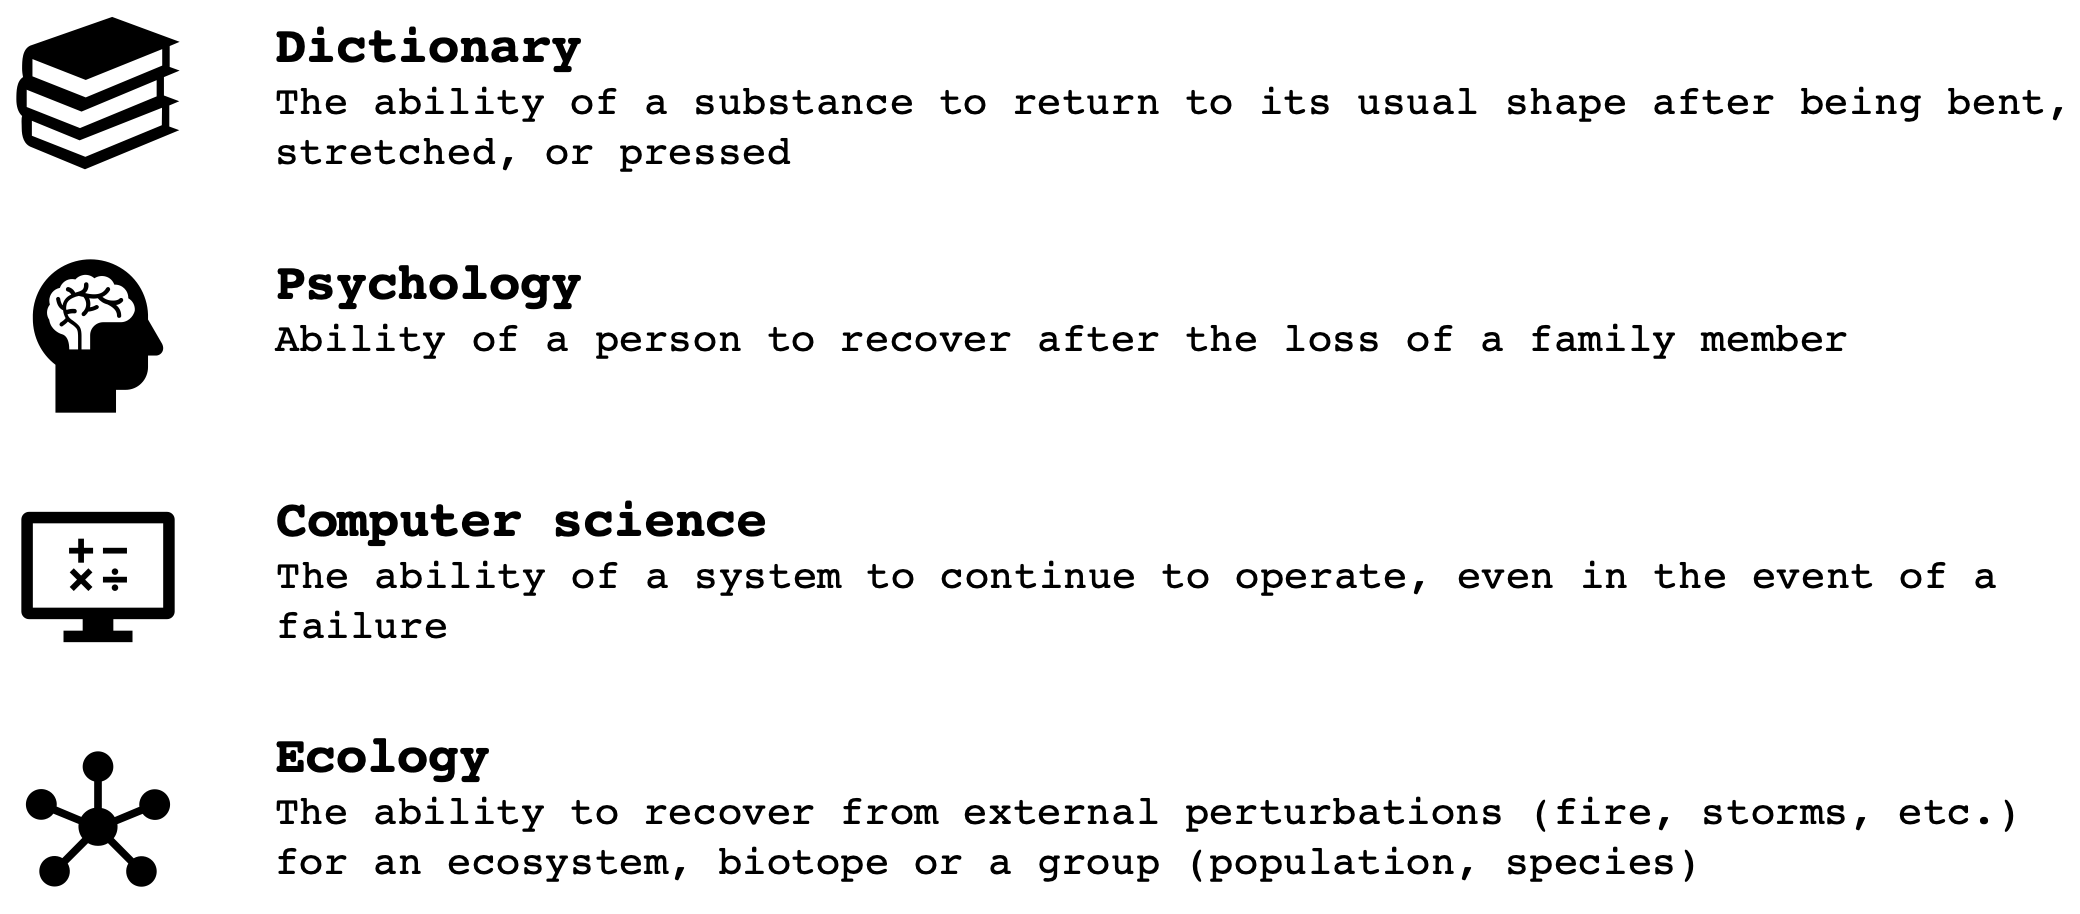 Dictionary
The ability of a substance to return to its usual shape after being bent,
stretched, or pressed
Psychology
Ability of a person to recover after the loss of a family member
Computer science
The ability of a system to continue to operate, even in the event of a
failure
Ecology
The ability to recover from external perturbations (fire, storms, etc.)
for an ecosystem, biotope or a group (population, species)